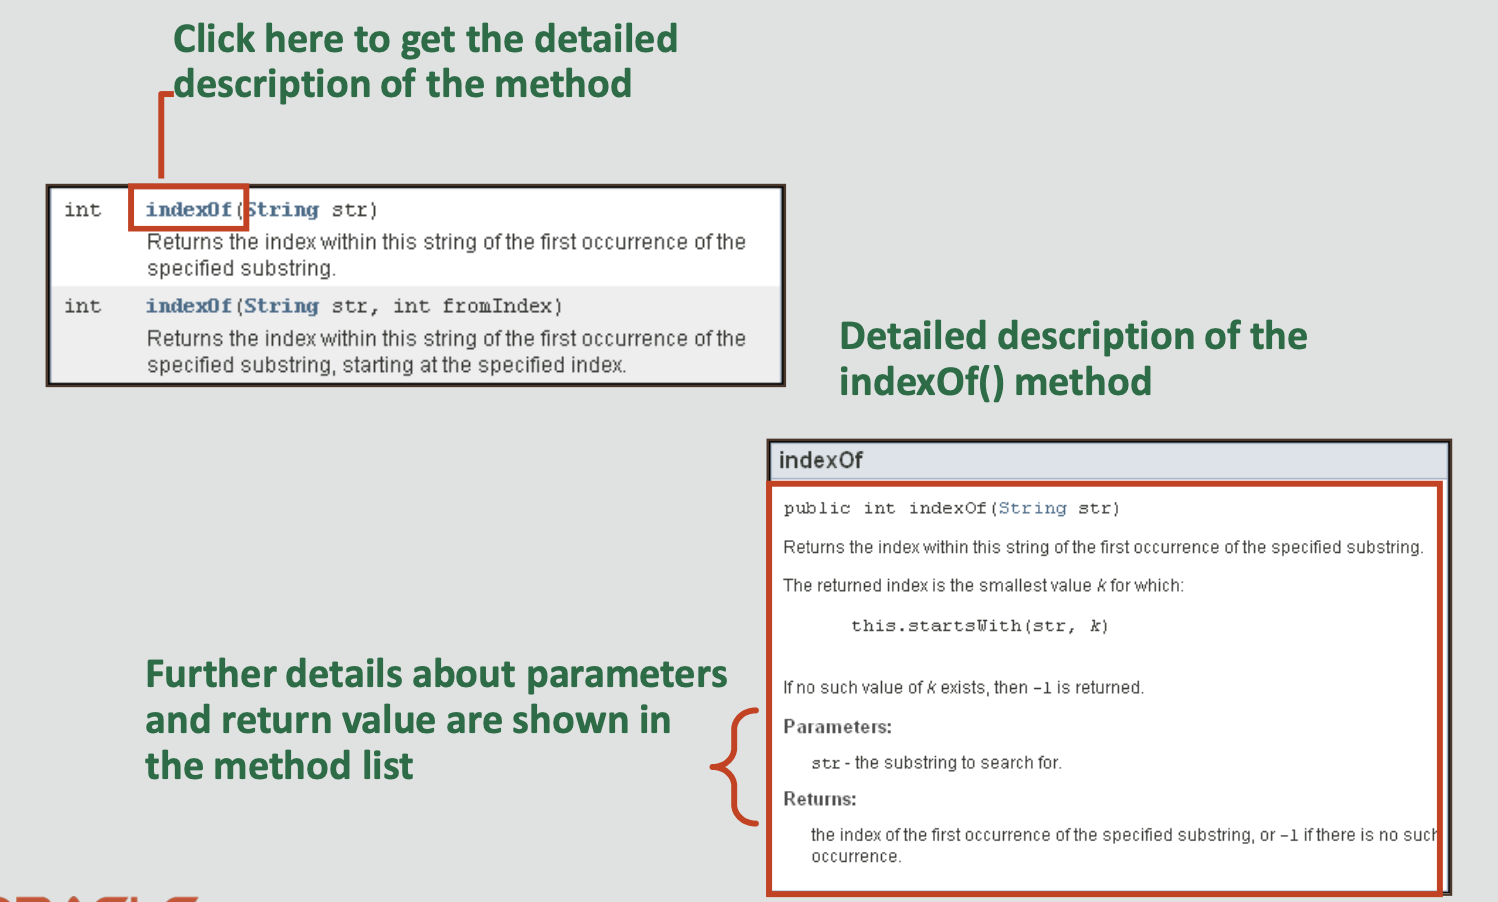 Click here to get the detailed
description of the method
int indexOf(String str)
Returns the index within this string of the first occurrence of the
specified substring.
int indexOf(String str, int fromIndex)
Returns the index within this string of the first occurrence of the
specified substring, starting at the specified index.
Detailed description of the
indexOf() method
indexOf
public int indexOf(String str)
Returns the index within this string of the first occurrence of the specified substring.
The returned index is the smallest value k for which:
this.startsWith(str, k)
If no such value of k exists, then -1 is returned.
Further details about parameters
and return value are shown in
the method list
Parameters:
str - the substring to search for.
Returns:
the index of the first occurrence of the specified substring, or -1 if there is no such
occurrence.